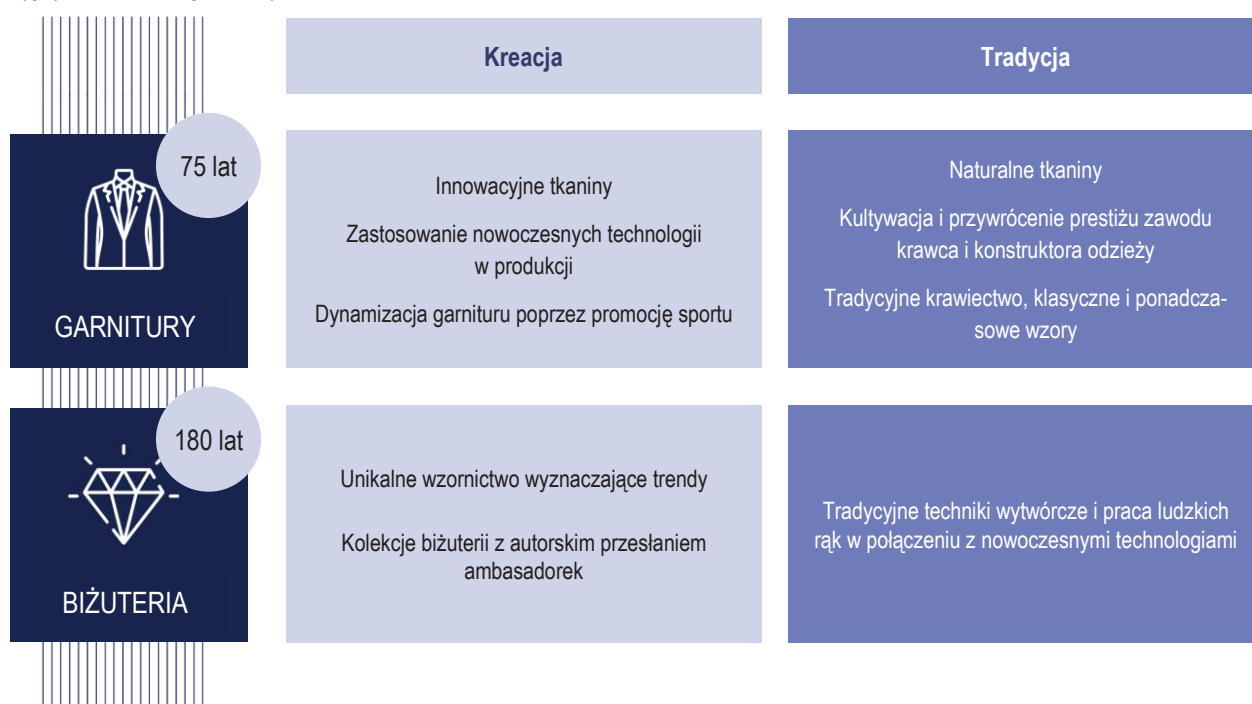 Kreacja
Tradycja
75 lat
GARNITURY
Innowacyjne tkaniny
Zastosowanie nowoczesnych technologii
w produkcji
Dynamizacja garnituru poprzez promocję sportu
Naturalne tkaniny
Kultywacja i przywrócenie prestiżu zawodu
krawca i konstruktora odzieży
Tradycyjne krawiectwo, klasyczne i ponadcza-
sowe wzory
180 lat
BIŻUTERIA
Unikalne wzornictwo wyznaczające trendy
Kolekcje biżuterii z autorskim przesłaniem
ambasadorek
Tradycyjne techniki wytwórcze i praca ludzkich
rąk w połączeniu z nowoczesnymi technologiami